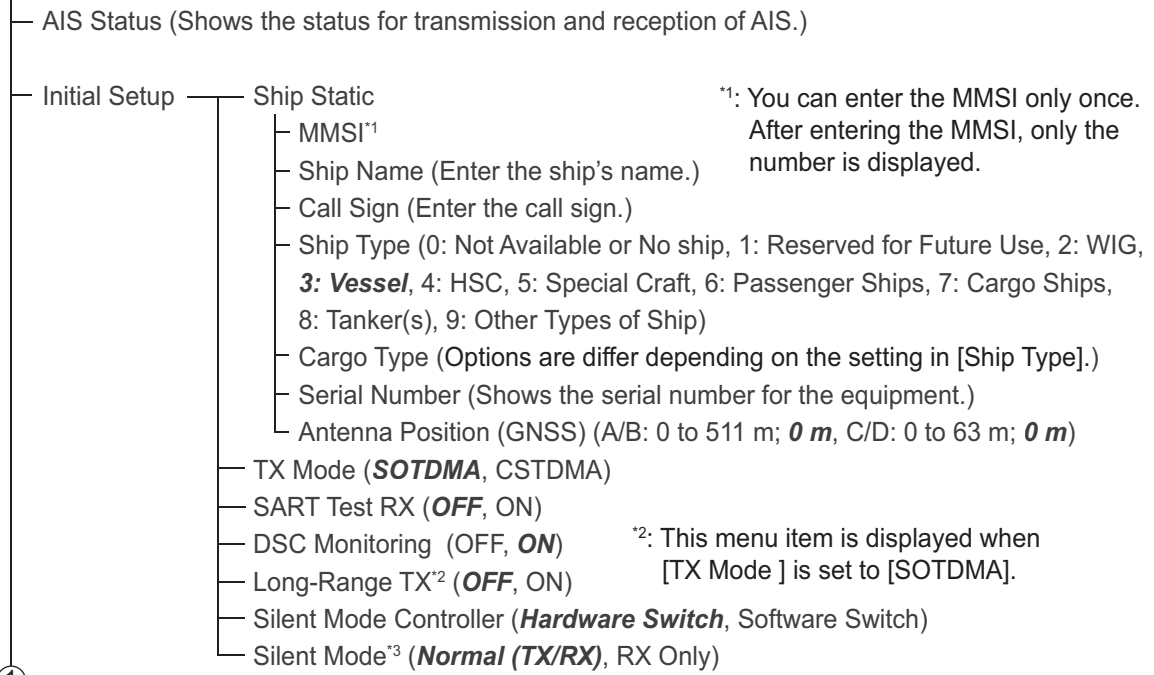 AIS Status (Shows the status for transmission and reception of AIS.)
Initial Setup
Ship Static
MMSI*1
Ship Name (Enter the ship's name.)
Call Sign (Enter the call sign.)
Ship Type (0: Not Available or No ship, 1: Reserved for Future Use, 2: WIG,
3: Vessel, 4: HSC, 5: Special Craft, 6: Passenger Ships, 7: Cargo Ships,
8: Tanker(s), 9: Other Types of Ship)
Cargo Type (Options are differ depending on the setting in [Ship Type].)
Serial Number (Shows the serial number for the equipment.)
Antenna Position (GNSS) (A/B: 0 to 511 m; 0 m, C/D: 0 to 63 m; 0 m)
TX Mode (SOTDMA, CSTDMA)
SART Test RX (OFF, ON)
DSC Monitoring (OFF, ON)
Long-Range TX*2 (OFF, ON)
Silent Mode Controller (Hardware Switch, Software Switch)
Silent Mode*3 (Normal (TX/RX), RX Only)
*1: You can enter the MMSI only once.
After entering the MMSI, only the
number is displayed.
*2: This menu item is displayed when
[TX Mode ] is set to [SOTDMA].